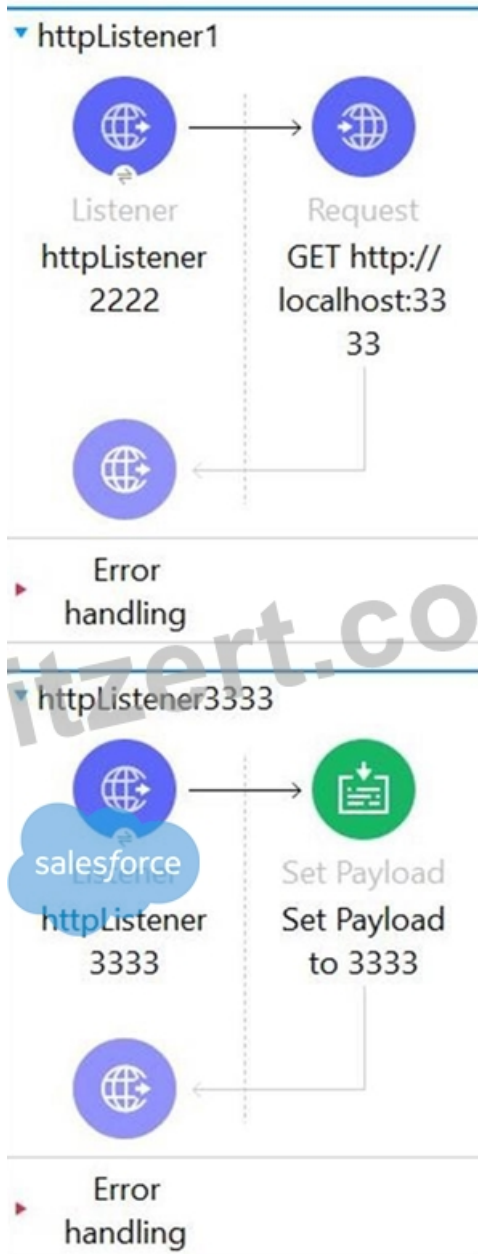 httpListener1
Listener Request
httpListener GET http://
2222 localhost:33
33
Error
handling
itzert.co
httpListener3333
salesforce
Listener Set Payload
httpListener Set Payload
3333 to 3333
Error
handling